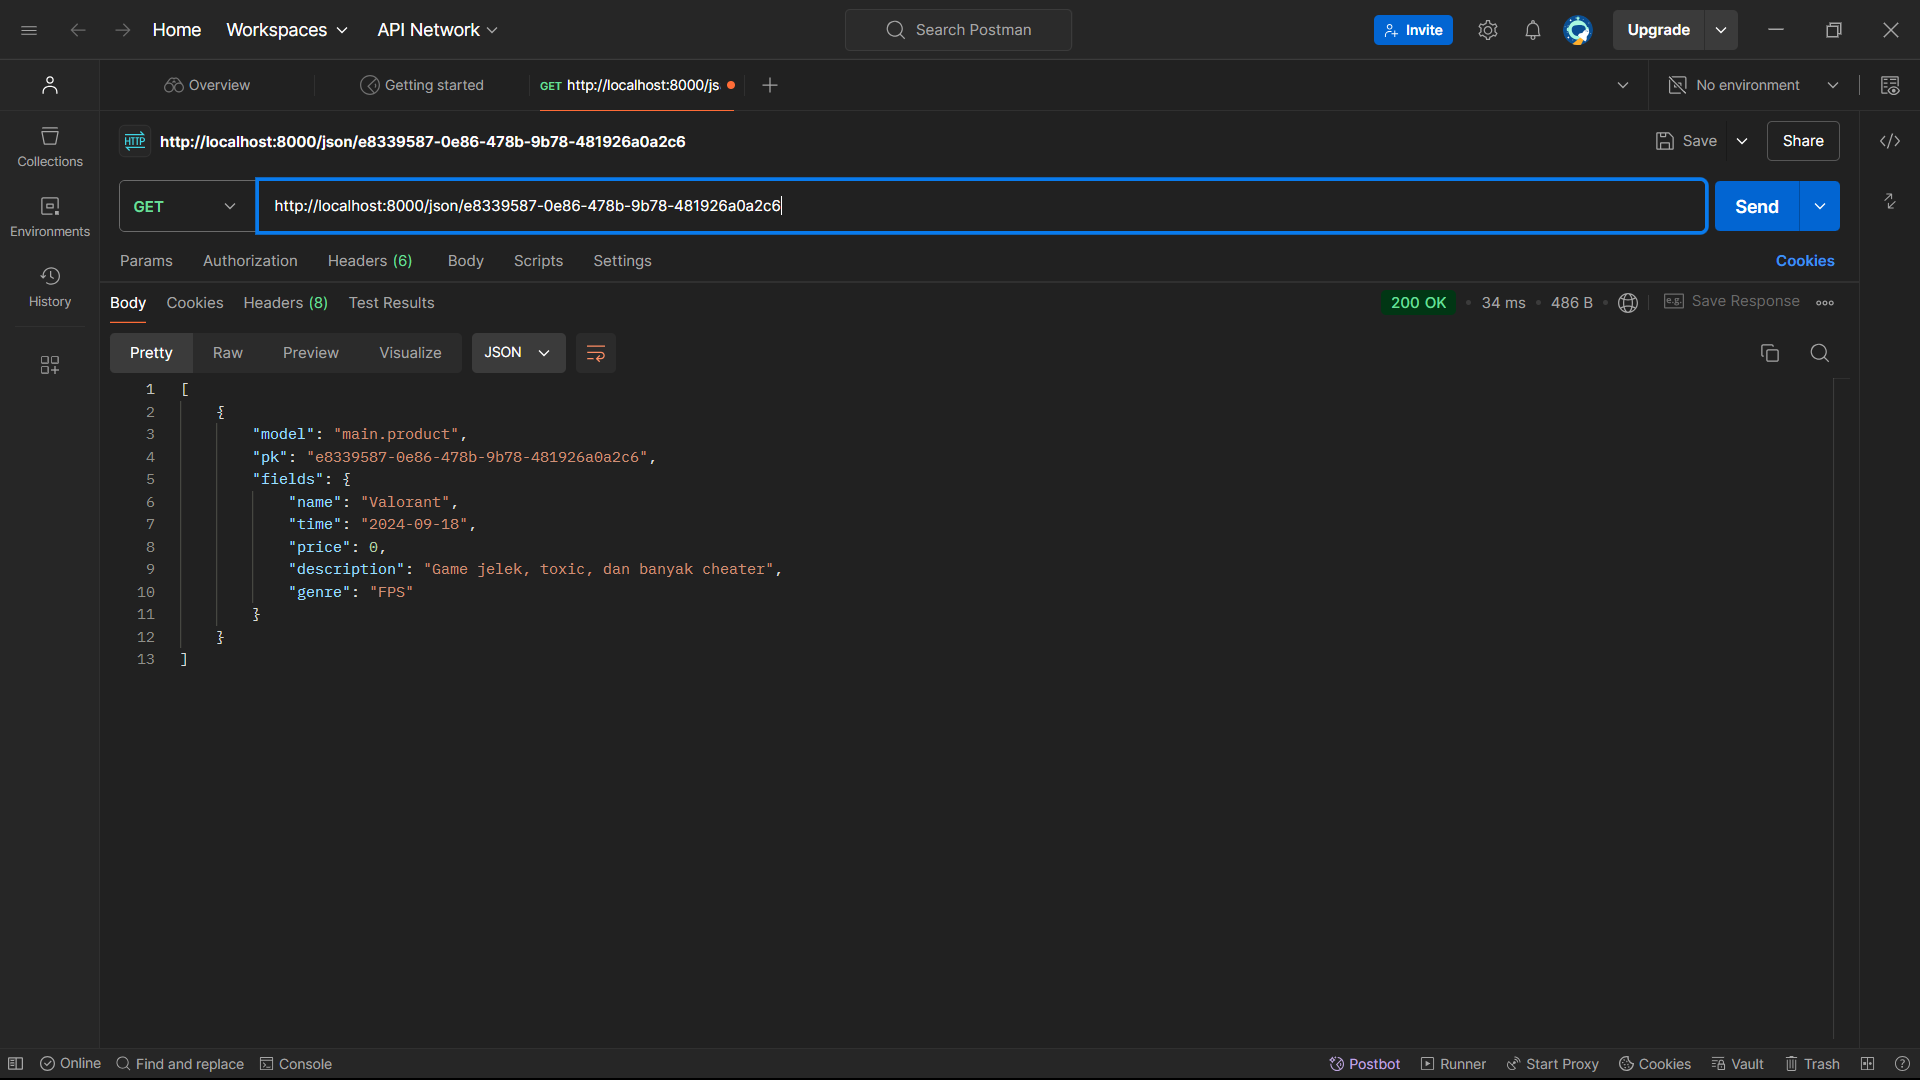 Home Workspaces API Network Search Postman Invite Upgrade
Overview Getting started GET http://localhost:8000/js No environment
HTTP http://localhost:8000/json/e8339587-0e86-478b-9b78-481926a0a2c6 Save Share
Collections
GET http://localhost:8000/json/e8339587-0e86-478b-9b78-481926a0a2c6 Send
Environments
Params Authorization Headers (6) Body Scripts Settings Cookies
History
Body Cookies Headers (8) Test Results 200 OK • 34 ms • 486 B e.g. Save Response
Pretty Raw Preview Visualize JSON
1 [
2 {
3 "model": "main.product",
4 "pk": "e8339587-0e86-478b-9b78-481926a0a2c6",
5 "fields": {
6 "name": "Valorant",
7 "time": "2024-09-18",
8 "price": 0,
9 "description": "Game jelek, toxic, dan banyak cheater",
10 "genre": "FPS"
11 }
12 }
13 ]
Online Find and replace Console Postbot Runner Start Proxy Cookies Vault Trash